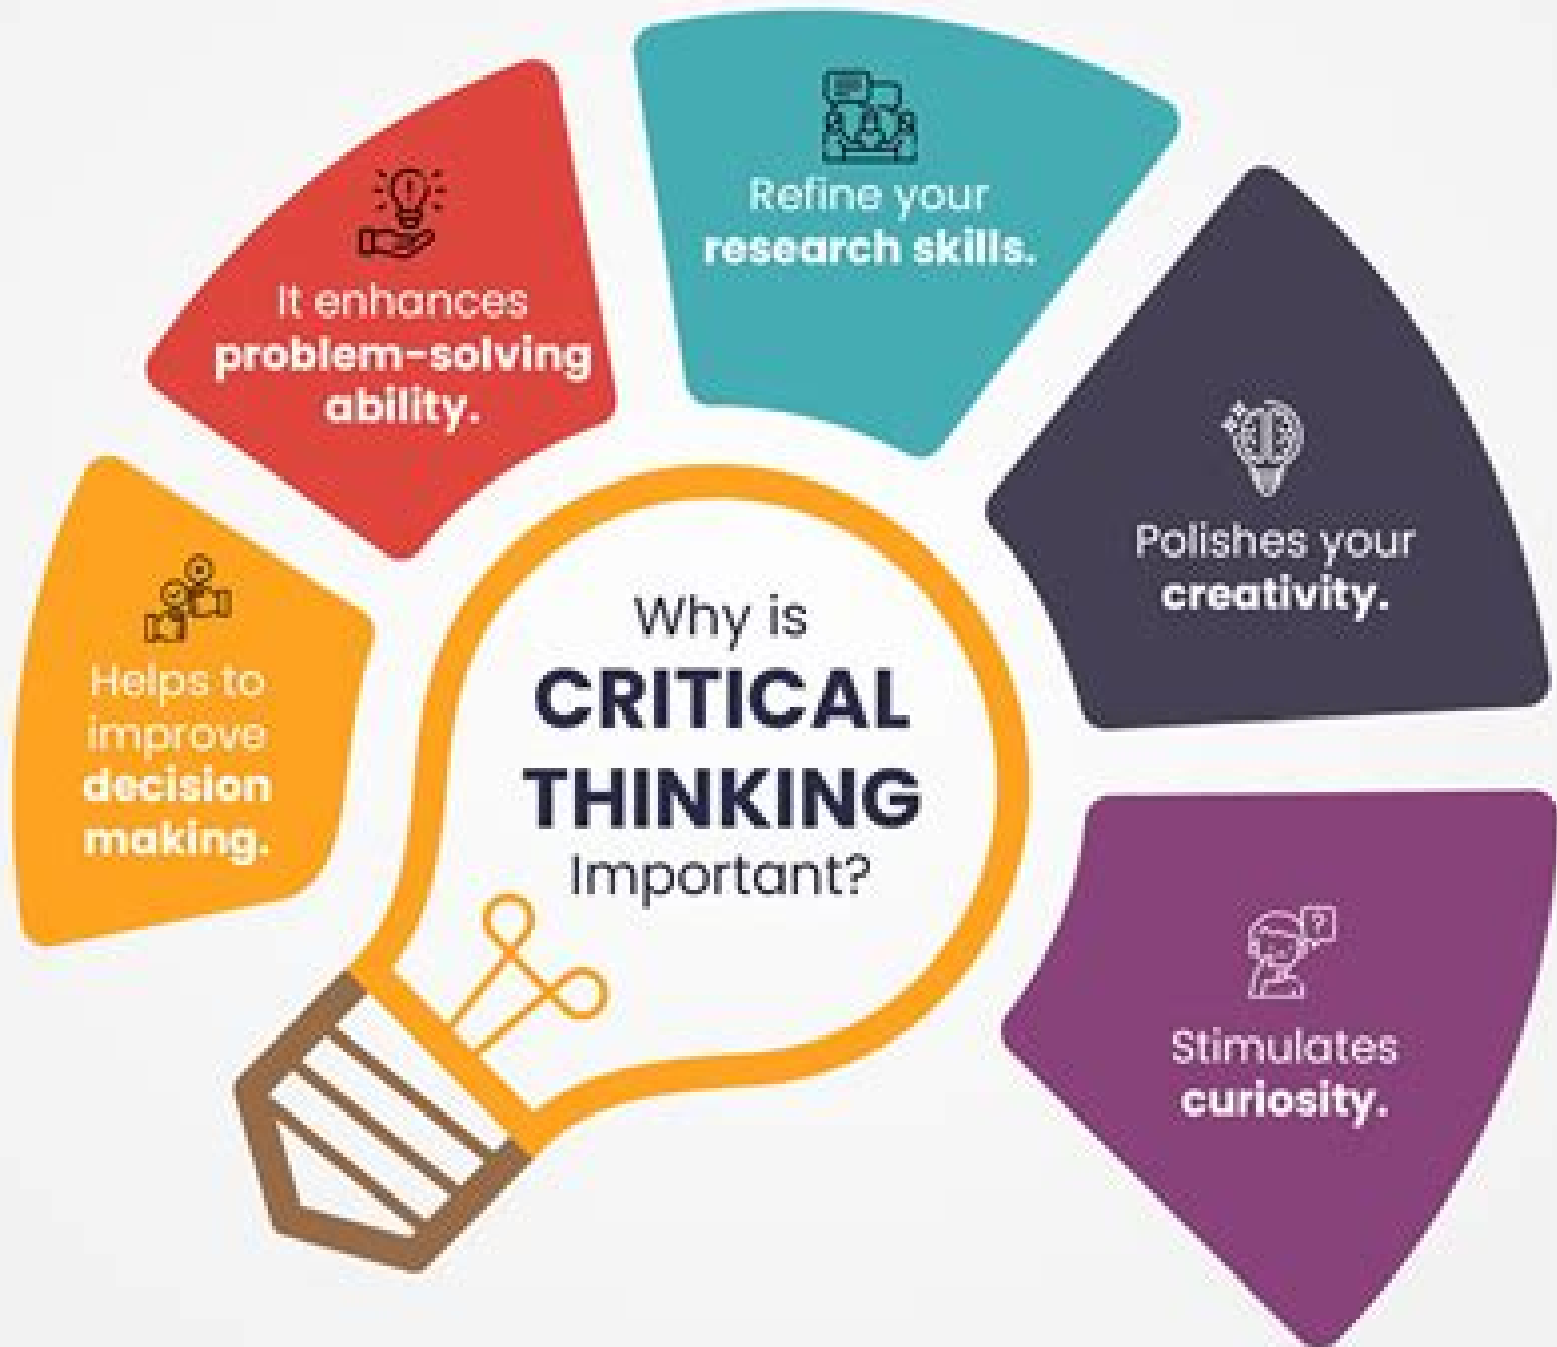 Why is
CRITICAL
THINKING
Important?
Helps to
improve
decision
making.
It enhances
problem-solving
ability.
Refine your
research skills.
Polishes your
creativity.
?
Stimulates
curiosity.